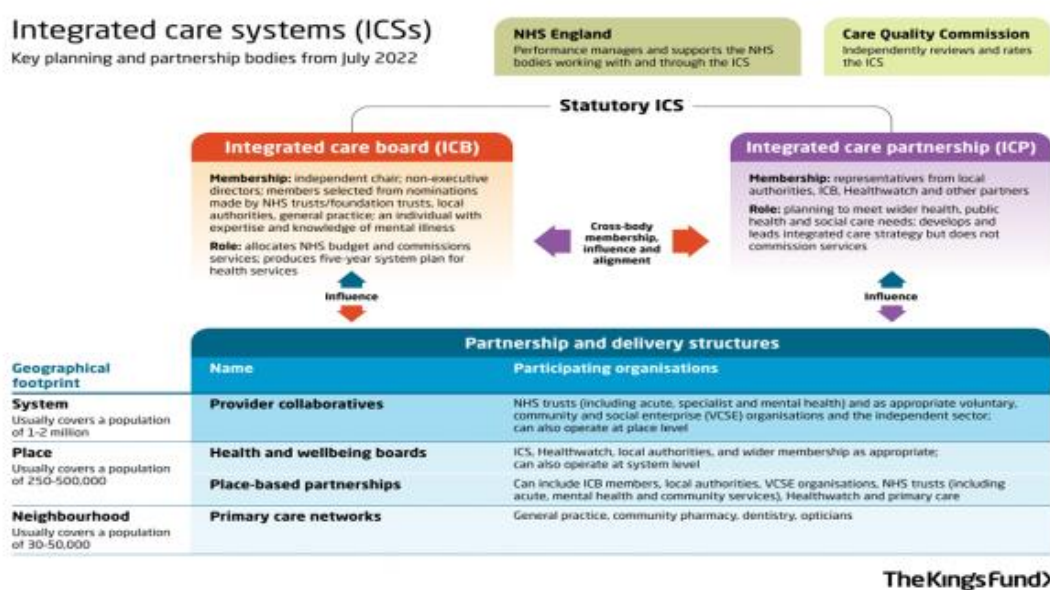 Integrated care systems (ICSs)
Key planning and partnership bodies from July 2022
NHS England
Performance manages and supports the NHS
bodies working with and through the ICS
Care Quality Commission
Independently reviews and rates
the ICS
Statutory ICS
Integrated care board (ICB)
Membership: independent chair; non-executive
directors; members selected from nominations
made by NHS trusts/foundation trusts, local
authorities, general practice; an individual with
expertise and knowledge of mental illness
Role: allocates NHS budget and commissions
services; produces five-year system plan for
health services
Cross-body
membership,
influence and
alignment
Integrated care partnership (ICP)
Membership: representatives from local
authorities, ICB, Healthwatch and other partners
Role: planning to meet wider health, public
health and social care needs; develops and
leads integrated care strategy but does not
commission services
Influence
Influence
Partnership and delivery structures
Geographical
footprint
Name
Participating organisations
System
Usually covers a population
of 1-2 million
Provider collaboratives
NHS trusts (including acute, specialist and mental health) and as appropriate voluntary,
community and social enterprise (VCSE) organisations and the independent sector;
can also operate at place level
Place
Usually covers a population
of 250-500,000
Health and wellbeing boards
ICS, Healthwatch, local authorities, and wider membership as appropriate;
can also operate at system level
Place-based partnerships
Can include ICB members, local authorities, VCSE organisations, NHS trusts (including
acute, mental health and community services), Healthwatch and primary care
Neighbourhood
Usually covers a population
of 30-50,000
Primary care networks
General practice, community pharmacy, dentistry, opticians
The King's Fund